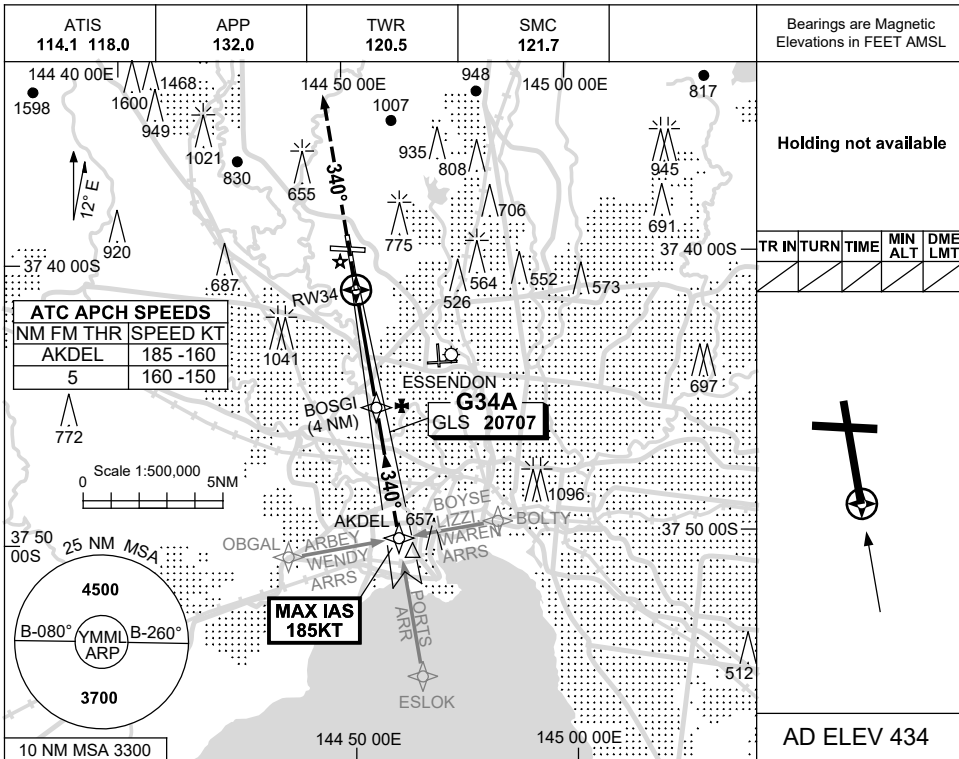 ATIS
114.1 118.0
APP
132.0
TWR
120.5
SMC
121.7
Bearings are Magnetic
Elevations in FEET AMSL
144 40 00E
144 50 00E
145 00 00E
1598
1600
1468
949
1021
830
655
1007
948
935
808
817
945
691
706
775
340°
12° E
920
687
37 40 00S
37 40 00S
564
526
552
573
RW34
1041
697
ATC APCH SPEEDS
NM FM THR SPEED KT
AKDEL 185 -160
5 160 -150
772
ESSENDON
BOSGI
(4 NM)
G34A
GLS 20707
Scale 1:500,000
0 5NM
340°
1096
AKDEL
657
BOYSE
LIZZI
WAREN
ARRS
BOLTY
37 50 00S
37 50
00S
OBGAL
ARBEY
WENDY
ARRS
MAX IAS
185KT
PORTS
ARR
ESLOK
512
25 NM MSA
4500
B-080°
YMML
ARP
B-260°
3700
10 NM MSA 3300
144 50 00E
145 00 00E
Holding not available
TR IN TURN TIME MIN ALT DME LMT
AD ELEV 434